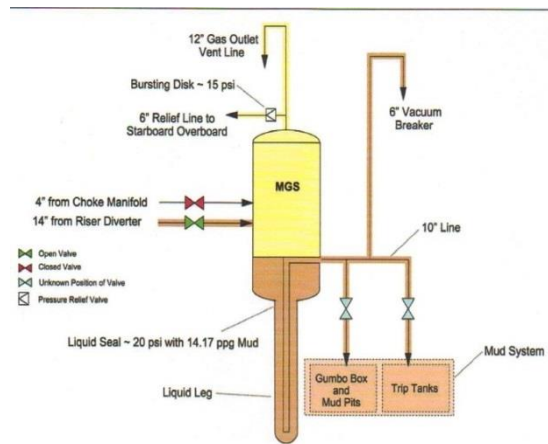 12" Gas Outlet
Vent Line
Bursting Disk ~ 15 psi
6" Relief Line to
Starboard Overboard
6" Vacuum
Breaker
MGS
4" from Choke Manifold
14" from Riser Diverter
10" Line
Open Valve
Closed Valve
Unknown Position of Valve
Pressure Relief Valve
Liquid Seal ~ 20 psi with 14.17 ppg Mud
Mud System
Liquid Leg
Gumbo Box
and
Mud Pits
Trip Tanks